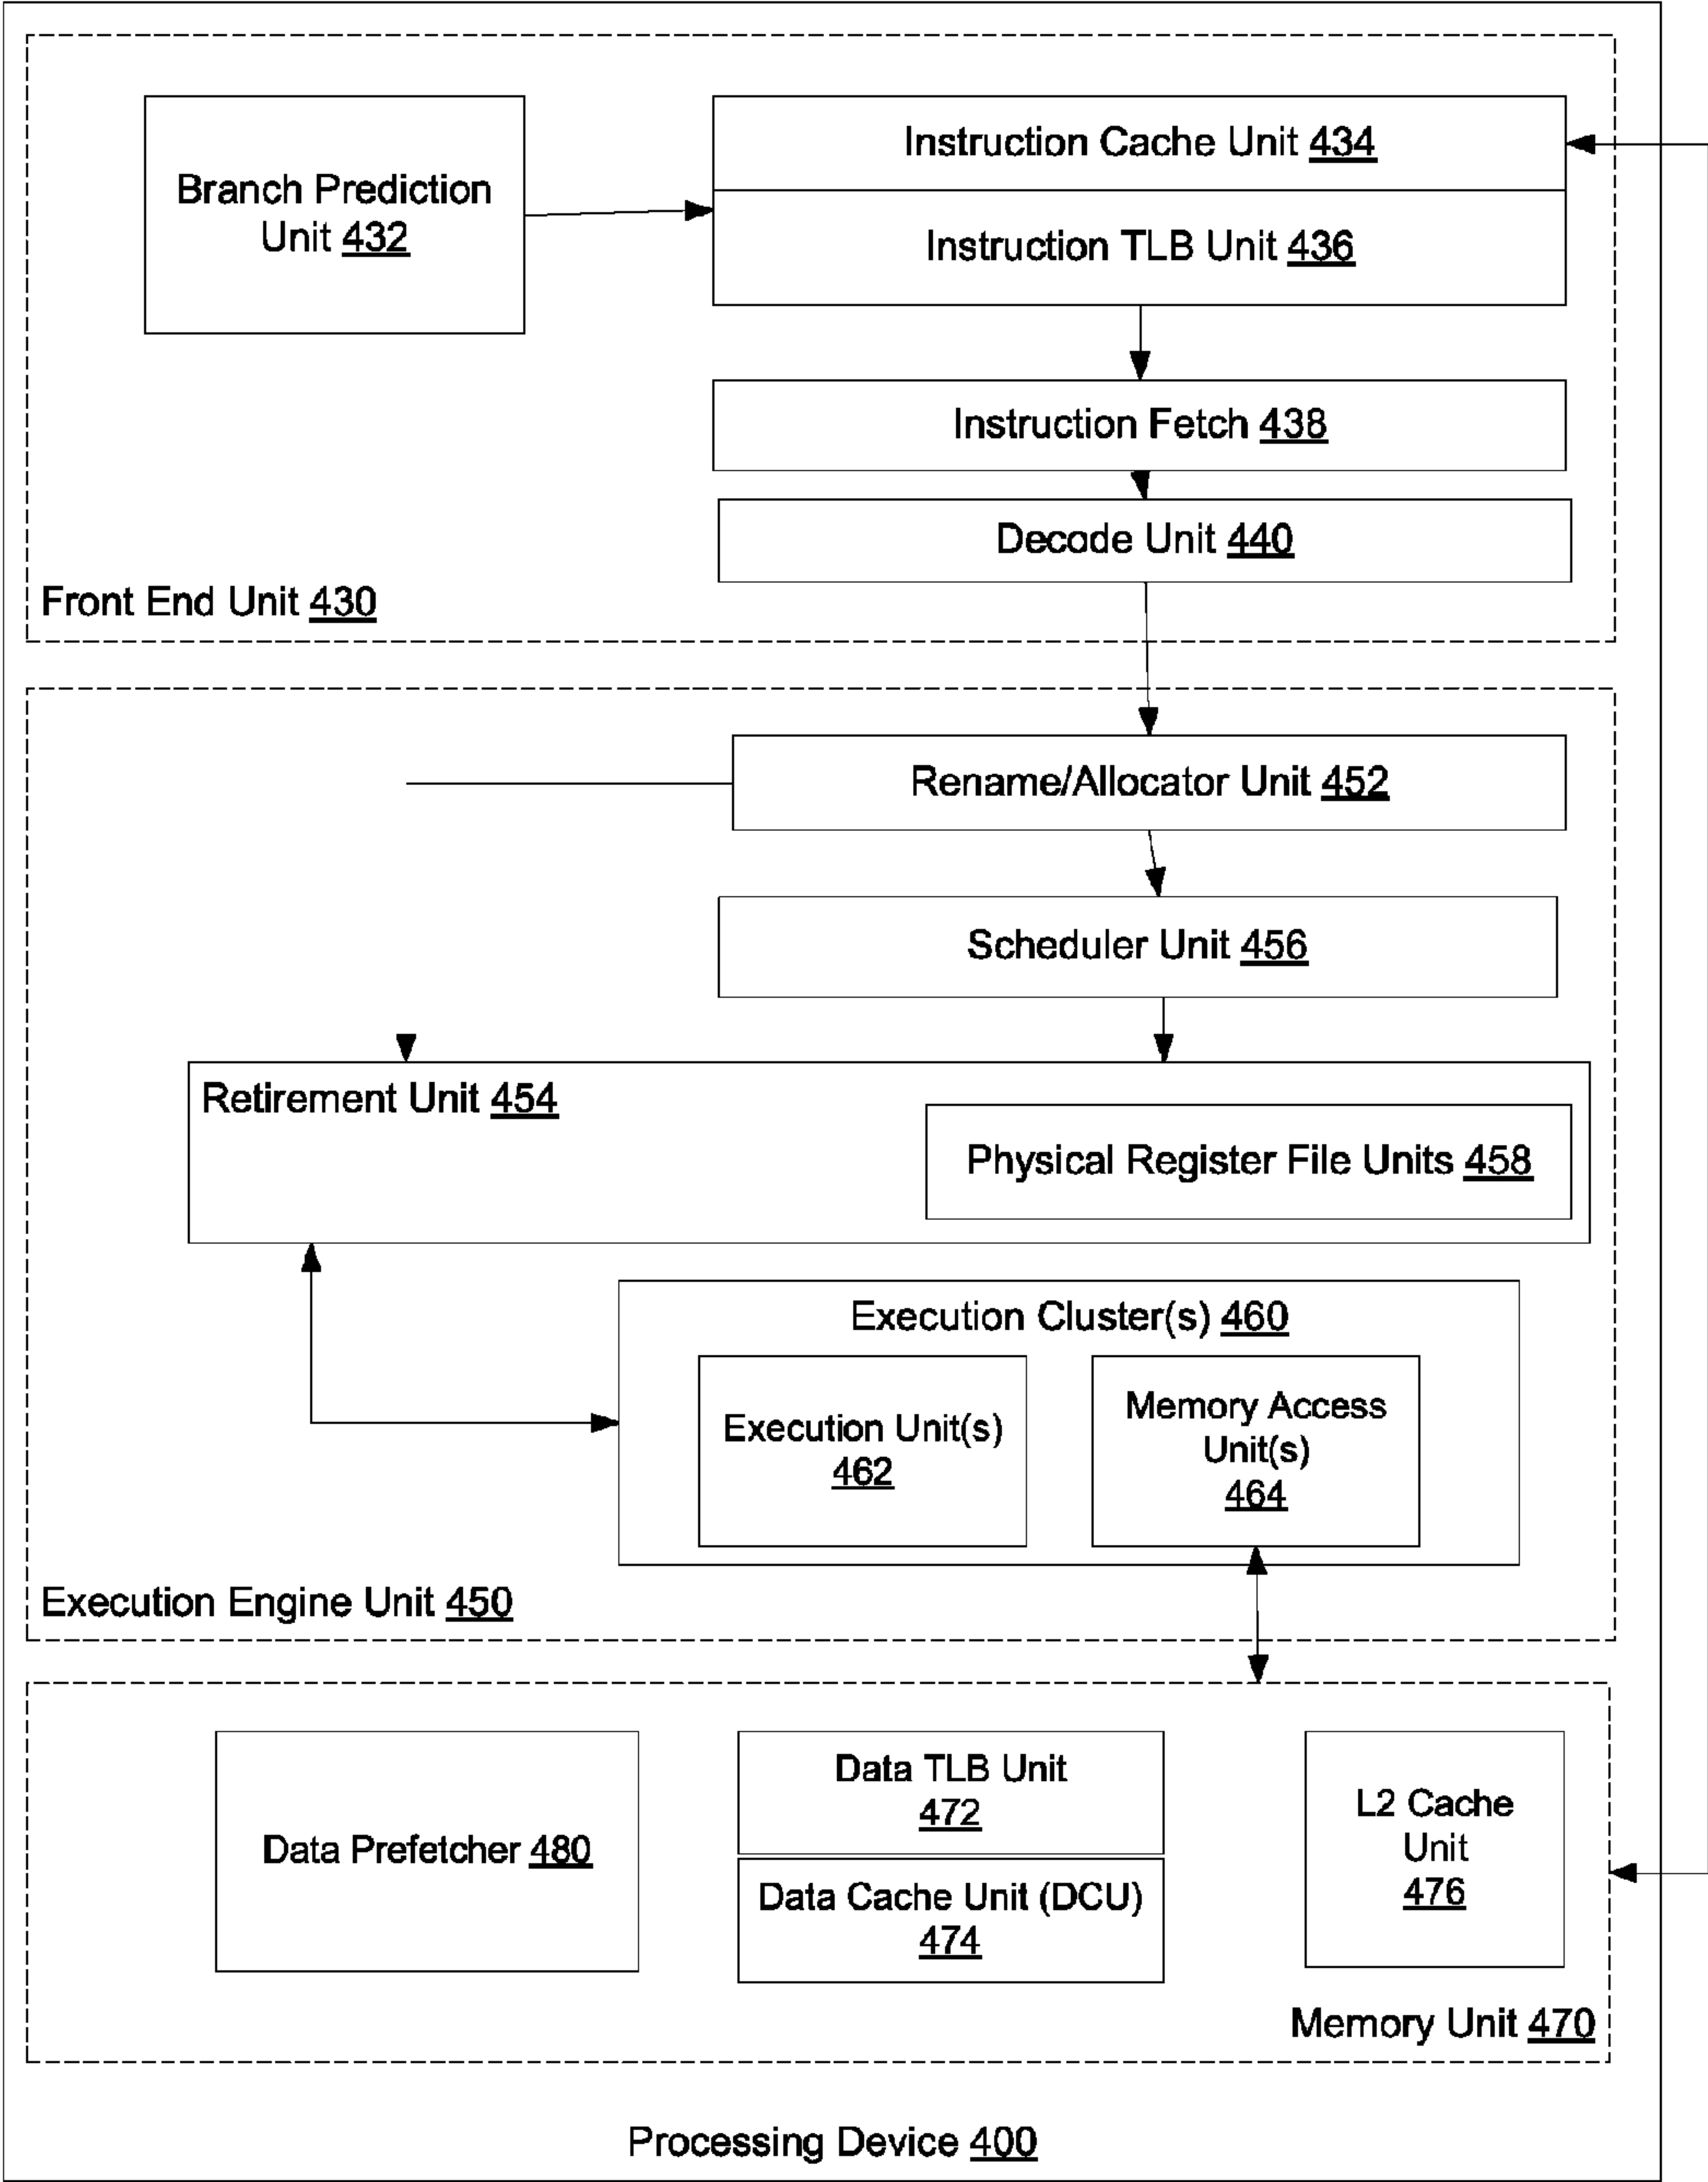 Branch Prediction
Unit 432
Instruction Cache Unit 434
Instruction TLB Unit 436
Instruction Fetch 438
Decode Unit 440
Front End Unit 430
Rename/Allocator Unit 452
Scheduler Unit 456
Retirement Unit 454
Physical Register File Units 458
Execution Cluster(s) 460
Execution Unit(s)
462
Memory Access
Unit(s)
464
Execution Engine Unit 450
Data Prefetcher 480
Data TLB Unit
472
Data Cache Unit (DCU)
474
L2 Cache
Unit
476
Memory Unit 470
Processing Device 400